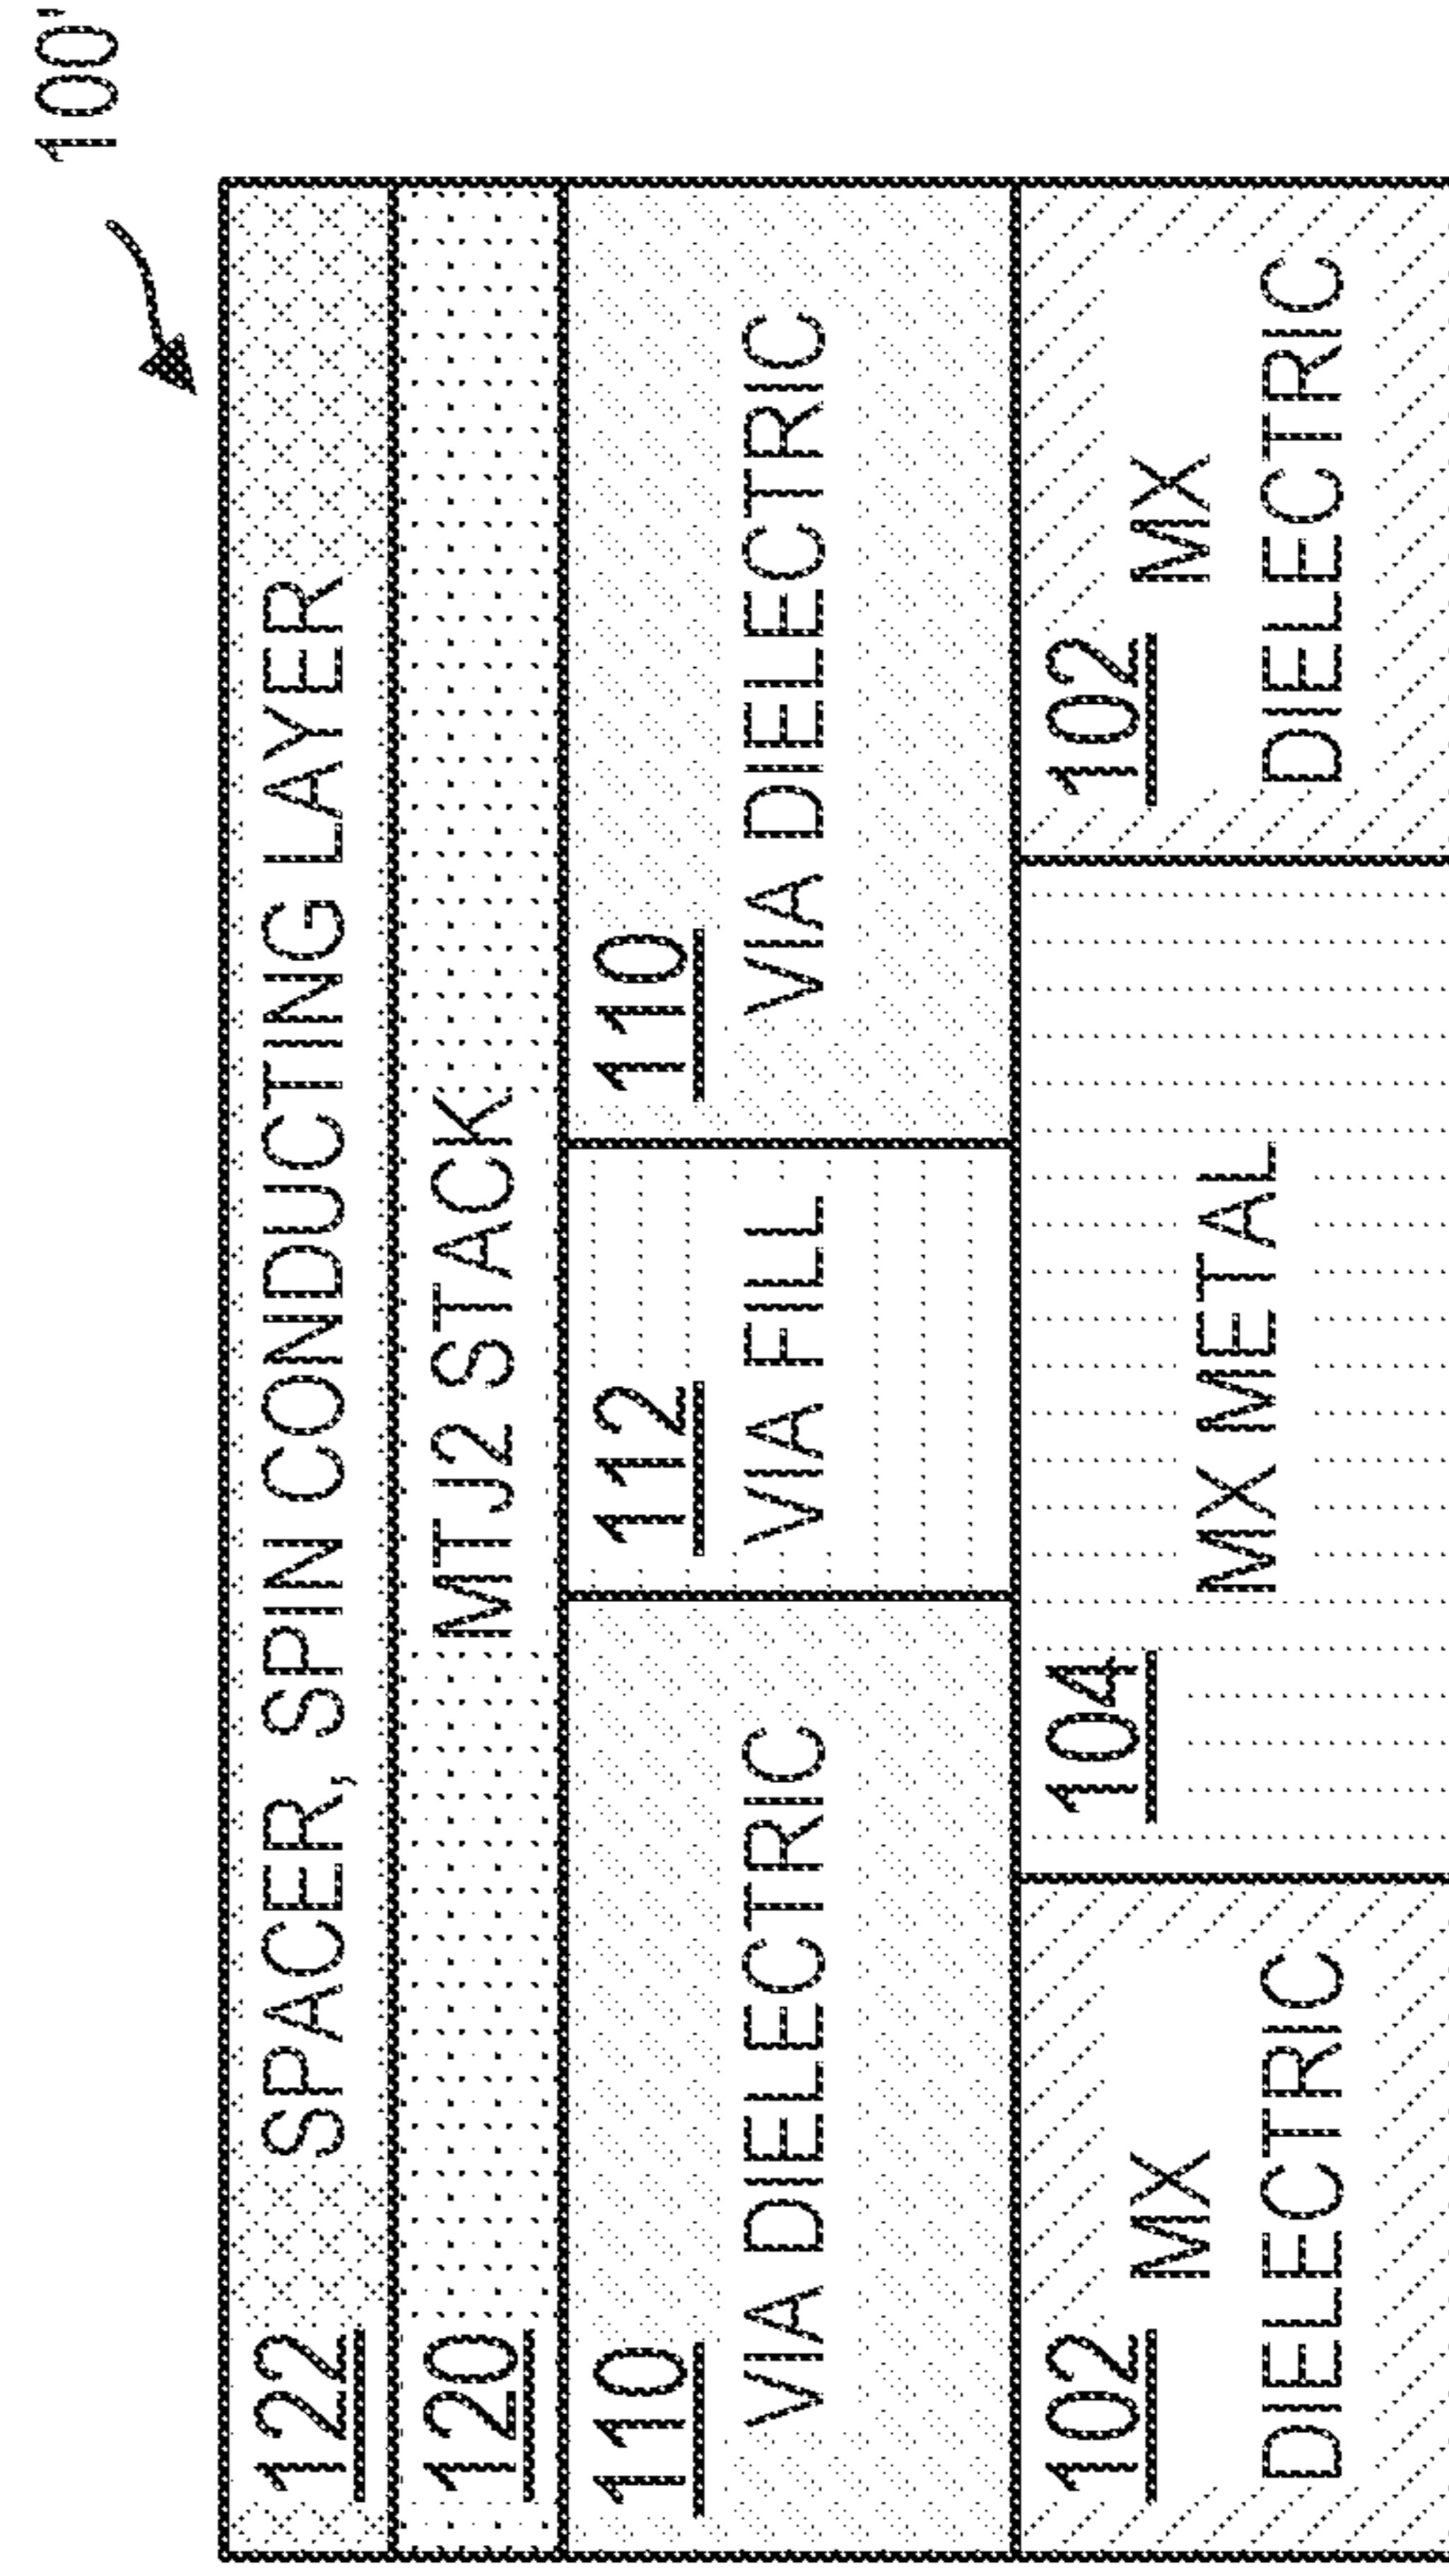 100'
122 SPACER, SPIN CONDUCTING LAYER
120 MTJ2 STACK
110
VIA DIELECTRIC
112
VIA FILL
110
VIA DIELECTRIC
102
MX
DIELECTRIC
104
MX METAL
102
MX
DIELECTRIC